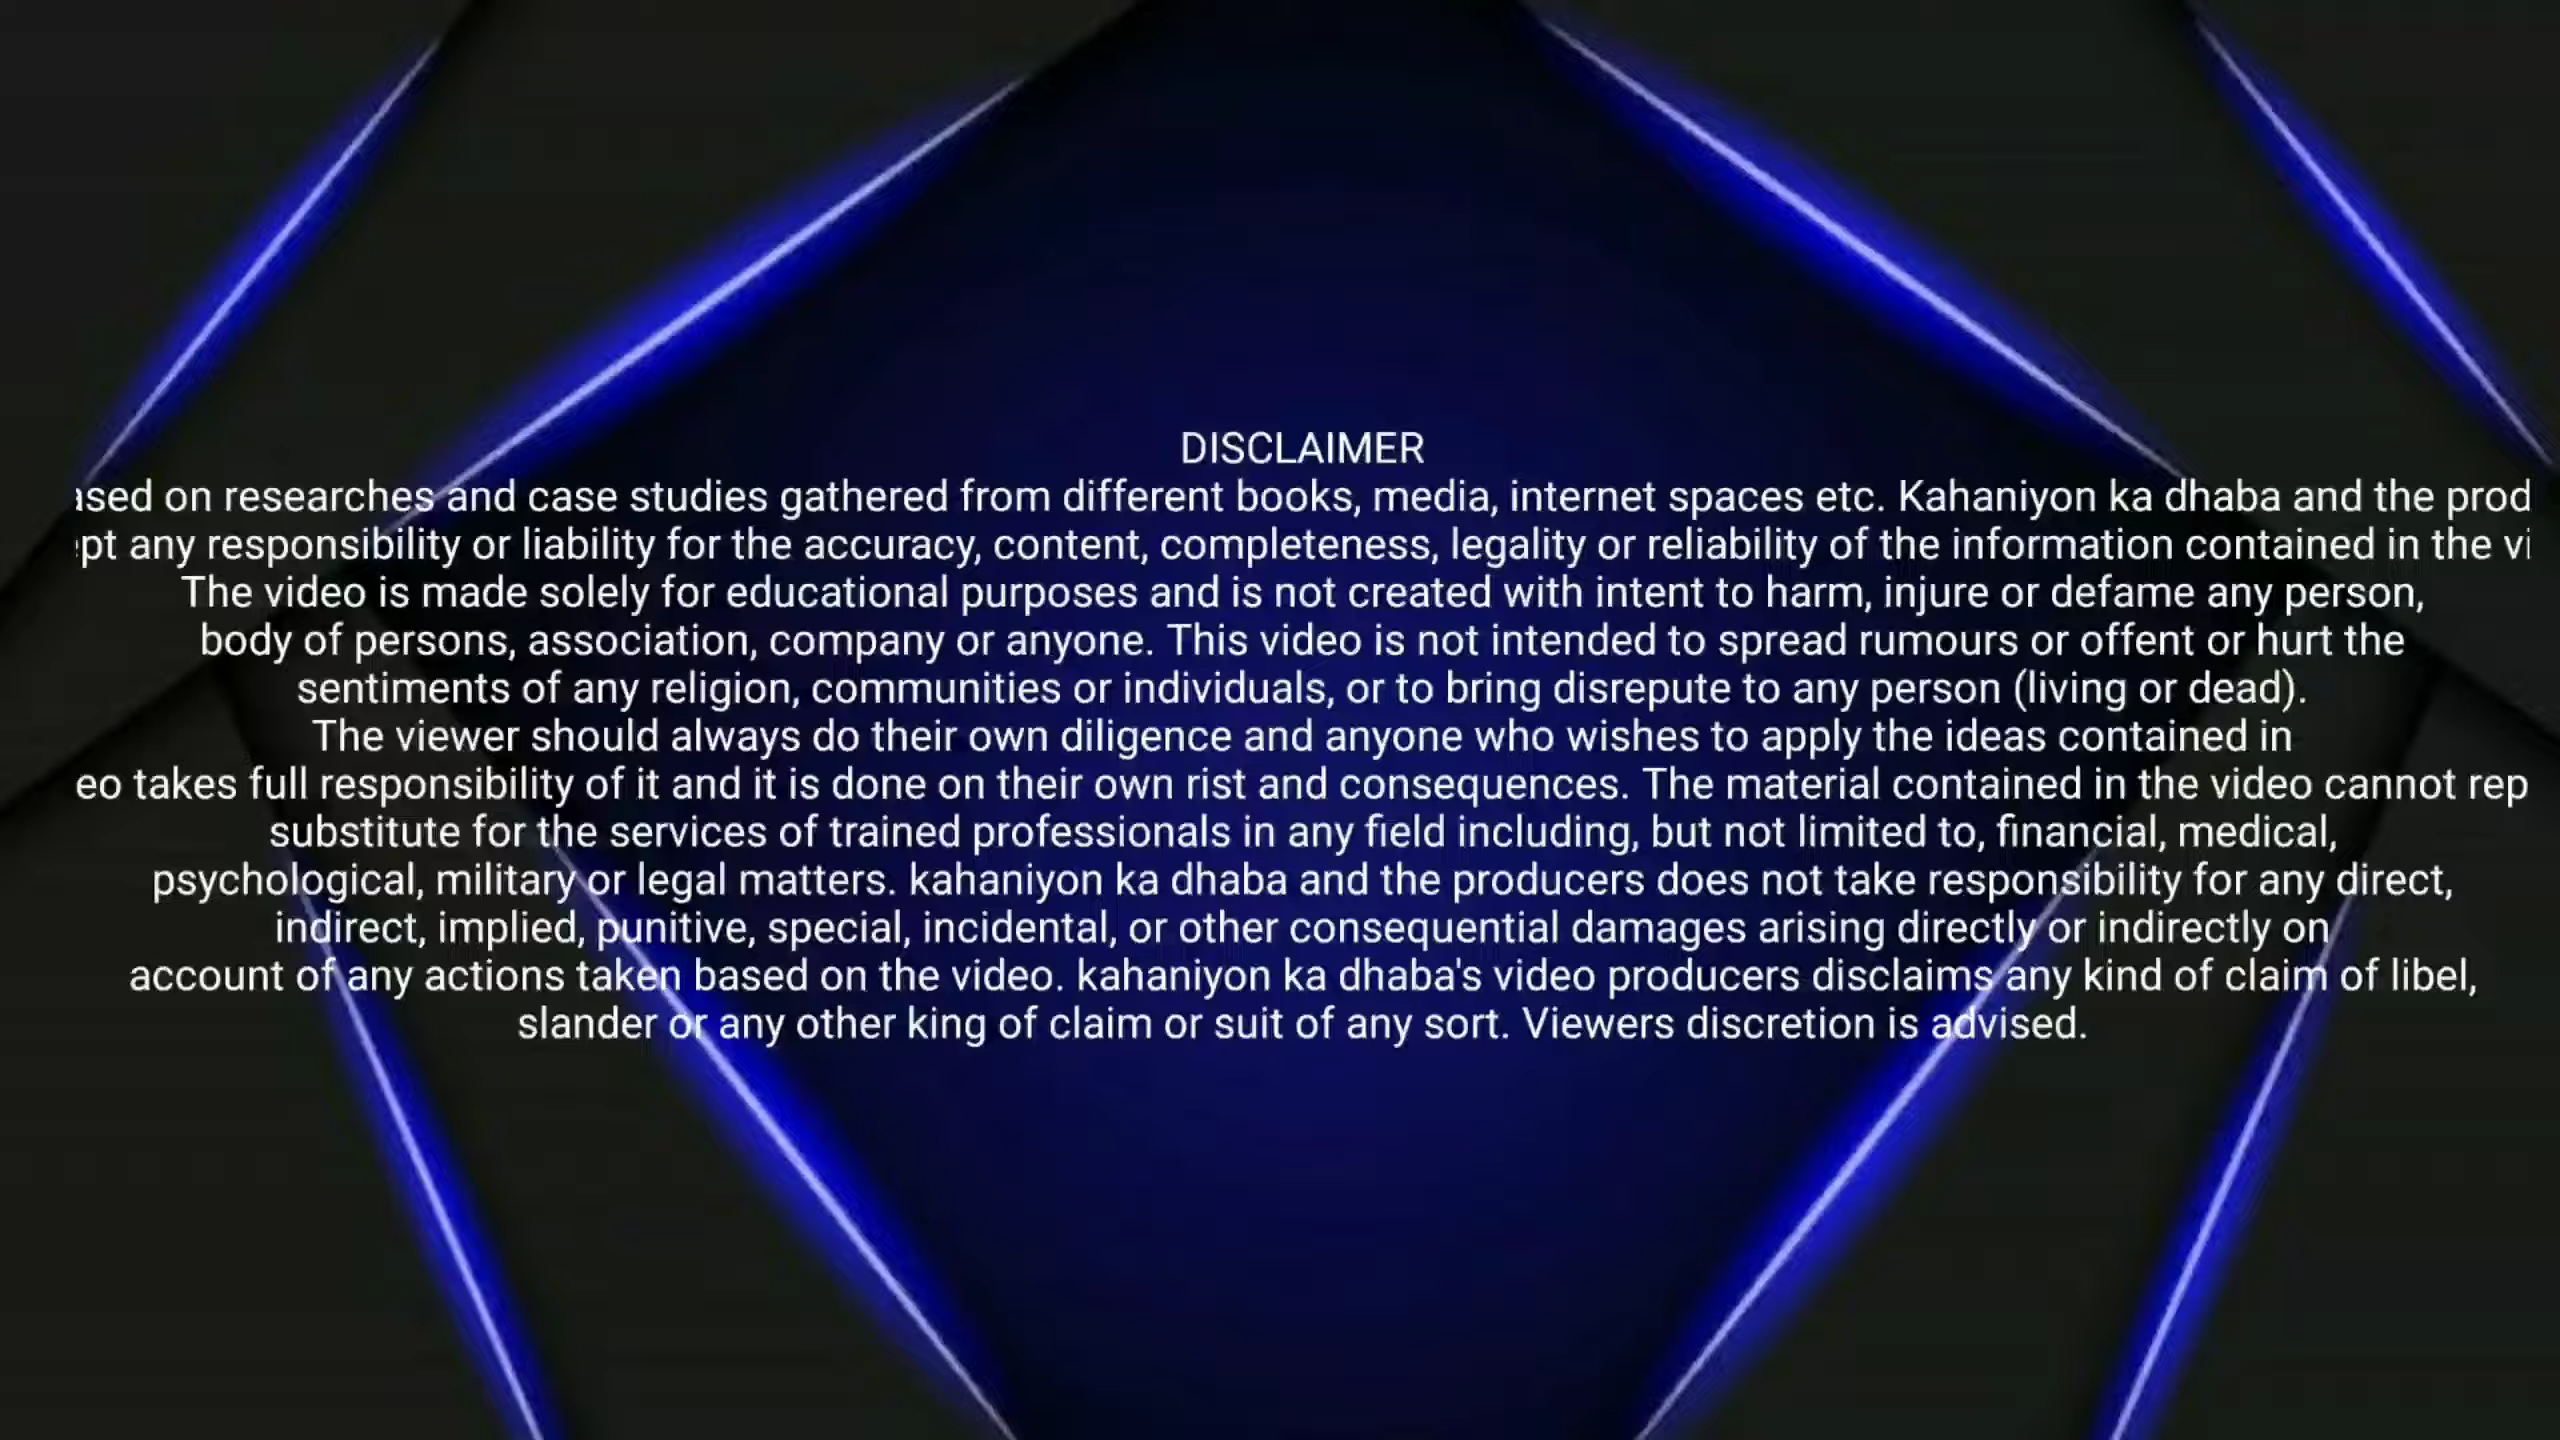 DISCLAIMER
ased on researches and case studies gathered from different books, media, internet spaces etc. Kahaniyon ka dhaba and the prod
pt any responsibility or liability for the accuracy, content, completeness, legality or reliability of the information contained in the vi
The video is made solely for educational purposes and is not created with intent to harm, injure or defame any person,
body of persons, association, company or anyone. This video is not intended to spread rumours or offent or hurt the
sentiments of any religion, communities or individuals, or to bring disrepute to any person (living or dead).
The viewer should always do their own diligence and anyone who wishes to apply the ideas contained in
eo takes full responsibility of it and it is done on their own rist and consequences. The material contained in the video cannot rep
substitute for the services of trained professionals in any field including, but not limited to, financial, medical,
psychological, military or legal matters. kahaniyon ka dhaba and the producers does not take responsibility for any direct,
indirect, implied, punitive, special, incidental, or other consequential damages arising directly or indirectly on
account of any actions taken based on the video. kahaniyon ka dhaba's video producers disclaims any kind of claim of libel,
slander or any other king of claim or suit of any sort. Viewers discretion is advised.